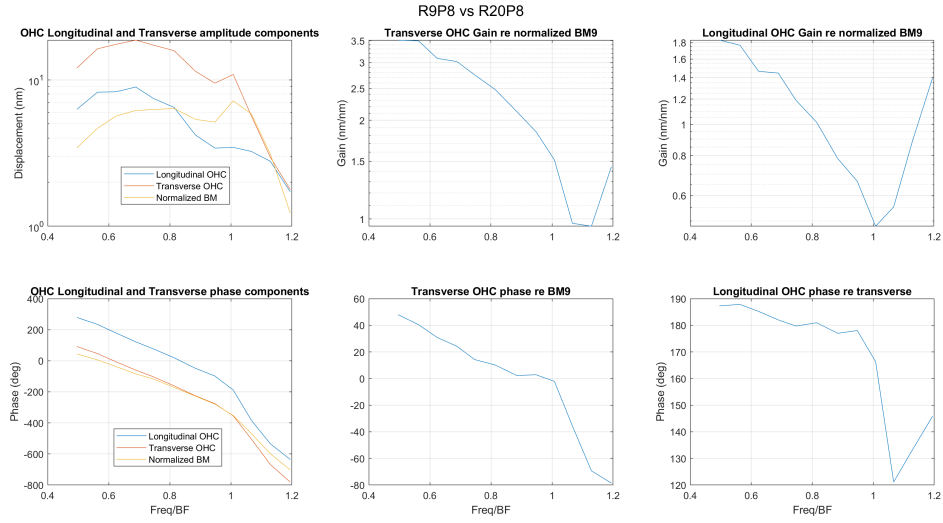 R9P8 vs R20P8
OHC Longitudinal and Transverse amplitude components
Displacement (nm)
10^1
10^0
0.4 0.6 0.8 1 1.2
Longitudinal OHC
Transverse OHC
Normalized BM
Transverse OHC Gain re normalized BM9
Gain (nm/nm)
3.5
3
2.5
2
1.5
1
0.4 0.6 0.8 1 1.2
Longitudinal OHC Gain re normalized BM9
Gain (nm/nm)
1.8
1.6
1.4
1.2
1
0.8
0.6
0.4 0.6 0.8 1 1.2
OHC Longitudinal and Transverse phase components
Phase (deg)
400
200
0
-200
-400
-600
-800
0.4 0.6 0.8 1 1.2
Freq/BF
Longitudinal OHC
Transverse OHC
Normalized BM
Transverse OHC phase re BM9
Phase (deg)
60
40
20
0
-20
-40
-60
-80
0.4 0.6 0.8 1 1.2
Freq/BF
Longitudinal OHC phase re transverse
Phase (deg)
190
180
170
160
150
140
130
120
0.4 0.6 0.8 1 1.2
Freq/BF